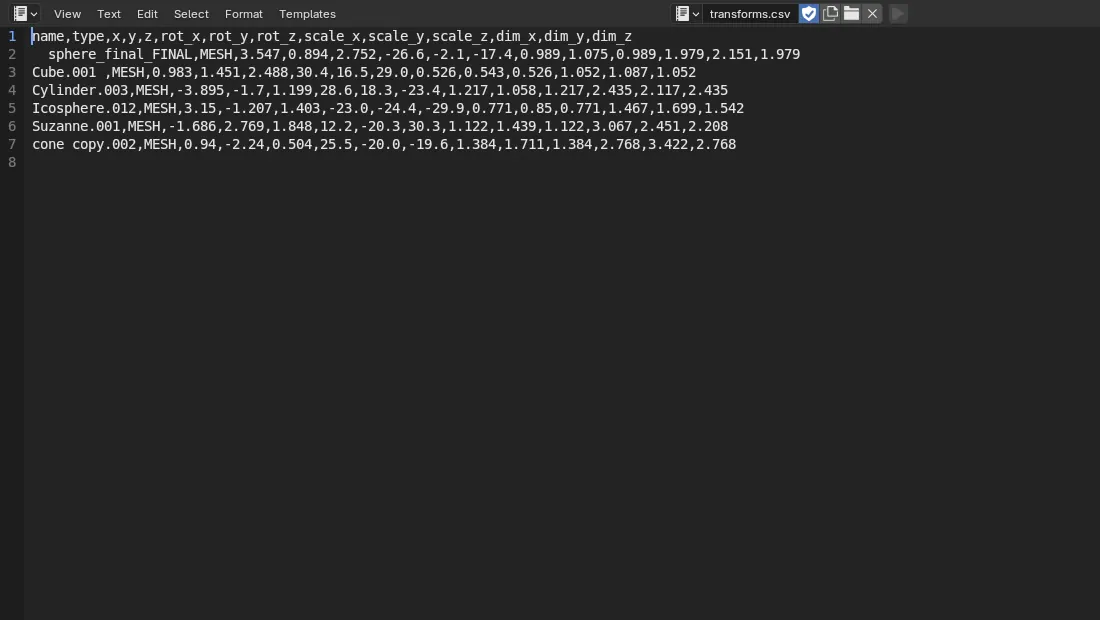 View Text Edit Select Format Templates transforms.csv
1 name,type,x,y,z,rot_x,rot_y,rot_z,scale_x,scale_y,scale_z,dim_x,dim_y,dim_z
2   sphere_final_FINAL,MESH,3.547,0.894,2.752,-26.6,-2.1,-17.4,0.989,1.075,0.989,1.979,2.151,1.979
3 Cube.001 ,MESH,0.983,1.451,2.488,30.4,16.5,29.0,0.526,0.543,0.526,1.052,1.087,1.052
4 Cylinder.003,MESH,-3.895,-1.7,1.199,28.6,18.3,-23.4,1.217,1.058,1.217,2.435,2.117,2.435
5 Icosphere.012,MESH,3.15,-1.207,1.403,-23.0,-24.4,-29.9,0.771,0.85,0.771,1.467,1.699,1.542
6 Suzanne.001,MESH,-1.686,2.769,1.848,12.2,-20.3,30.3,1.122,1.439,1.122,3.067,2.451,2.208
7 cone copy.002,MESH,0.94,-2.24,0.504,25.5,-20.0,-19.6,1.384,1.711,1.384,2.768,3.422,2.768
8